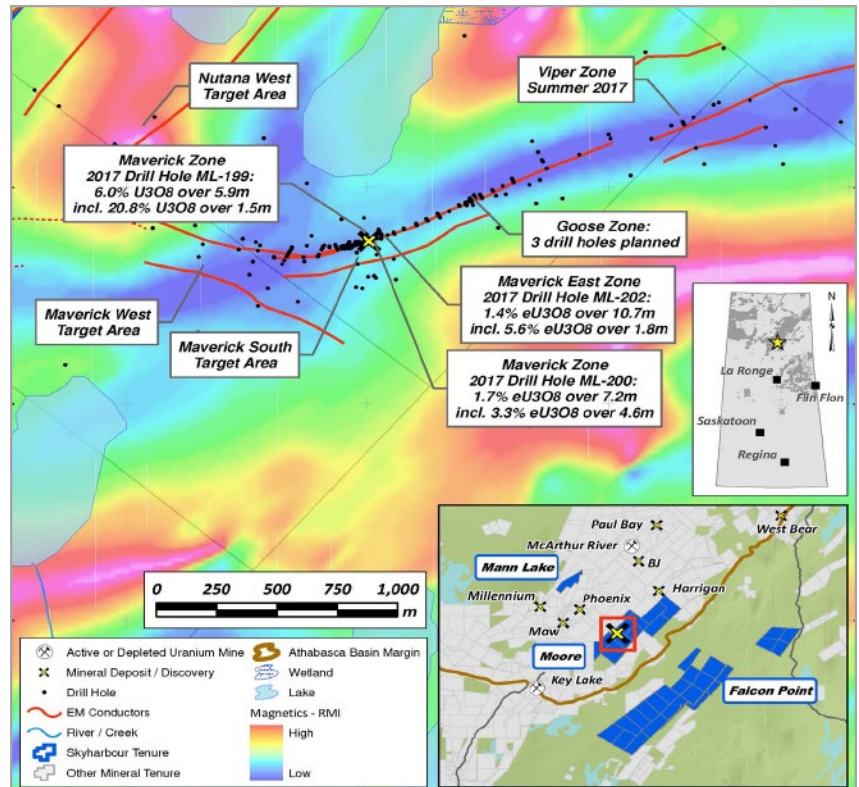 Nutana West
Target Area
Viper Zone
Summer 2017
Maverick Zone
2017 Drill Hole ML-199:
6.0% U3O8 over 5.9m
incl. 20.8% U3O8 over 1.5m
Goose Zone:
3 drill holes planned
Maverick East Zone
2017 Drill Hole ML-202:
1.4% eU3O8 over 10.7m
incl. 5.6% eU3O8 over 1.8m
Maverick West
Target Area
Maverick South
Target Area
Maverick Zone
2017 Drill Hole ML-200:
1.7% eU3O8 over 7.2m
incl. 3.3% eU3O8 over 4.6m
N
La Ronge
Flin Flon
Saskatoon
Regina
0 250 500 750 1,000
m
Active or Depleted Uranium Mine
Mineral Deposit / Discovery
Drill Hole
EM Conductors
River / Creek
Skyharbour Tenure
Other Mineral Tenure
Athabasca Basin Margin
Wetland
Lake
Magnetics - RMI
High
Low
Paul Bay
West Bear
McArthur River
BJ
Mann Lake
Harrigan
Millennium
Phoenix
Maw
Moore
Key Lake
Falcon Point